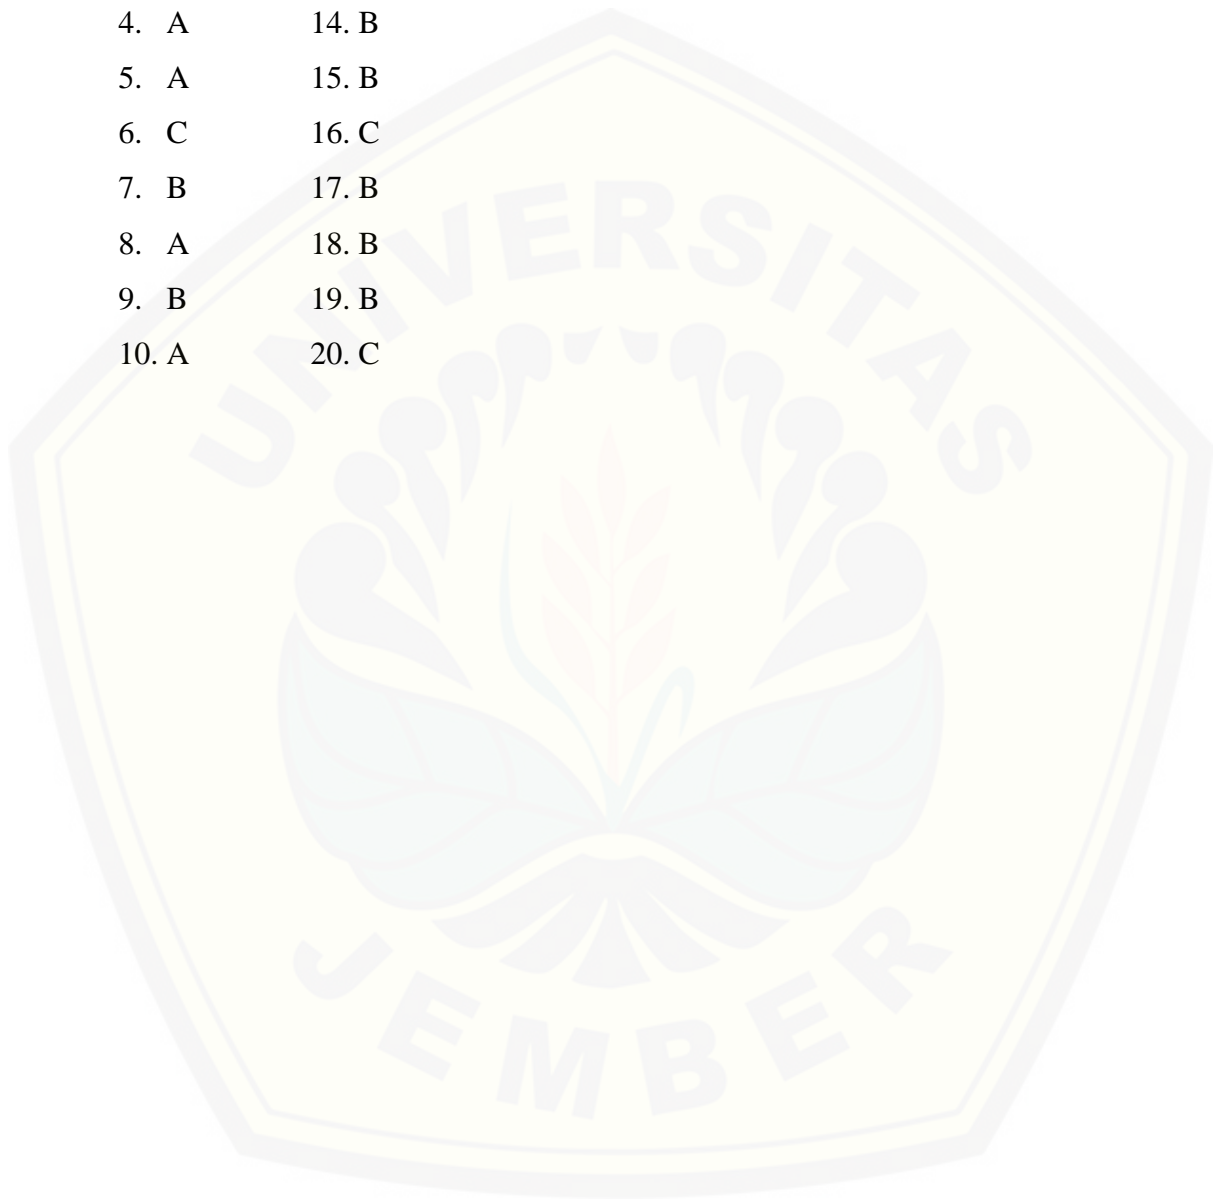 4. A 14. B
5. A 15. B
6. C 16. C
7. B 17. B
8. A 18. B
9. B 19. B
10. A 20. C
UNIVERSITAS
JEMBER